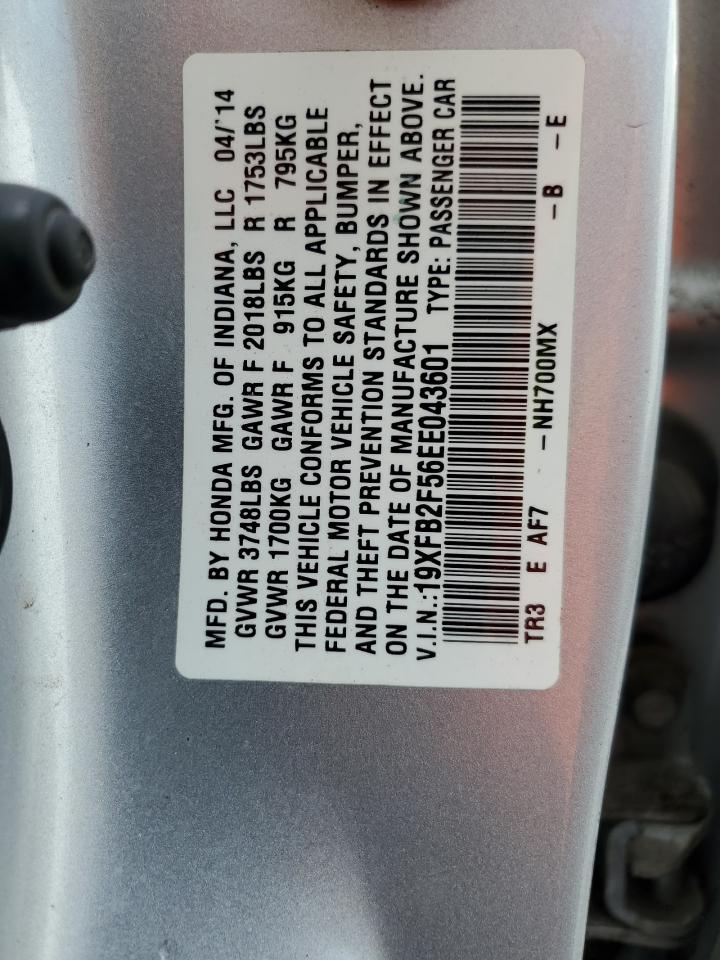 MFD. BY HONDA MFG. OF INDIANA, LLC 04/14
GVWR 3748LBS GAWR F 2018LBS R 1753LBS
GVWR 1700KG GAWR F 915KG R 795KG
THIS VEHICLE CONFORMS TO ALL APPLICABLE
FEDERAL MOTOR VEHICLE SAFETY, BUMPER,
AND THEFT PREVENTION STANDARDS IN EFFECT
ON THE DATE OF MANUFACTURE SHOWN ABOVE.
V.I.N.:19XFB2F56EE043601 TYPE: PASSENGER CAR
TR3 E AF7 -NH700MX -B -E